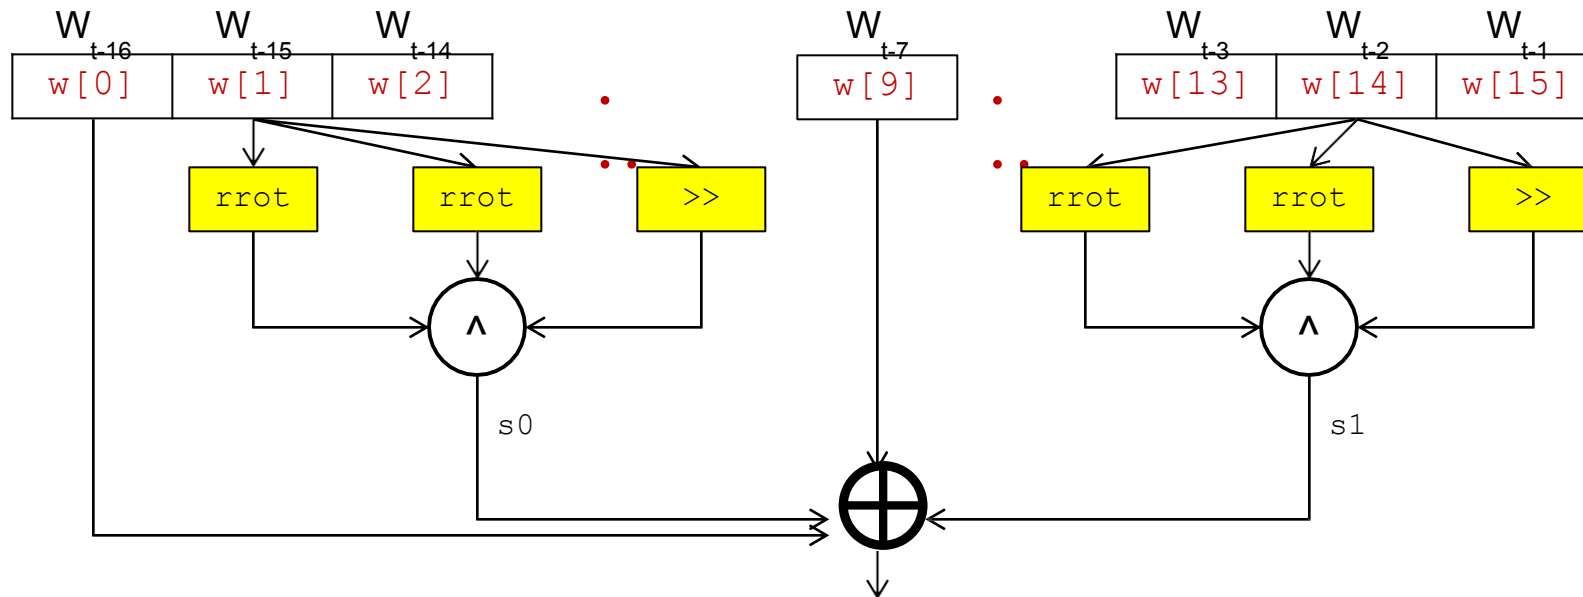 W t-16 W t-15 W t-14 W t-7 W t-3 W t-2 W t-1
w[0] w[1] w[2] w[9] w[13] w[14] w[15]
rrot rrot >> rrot rrot >>
^ ^
s0 s1